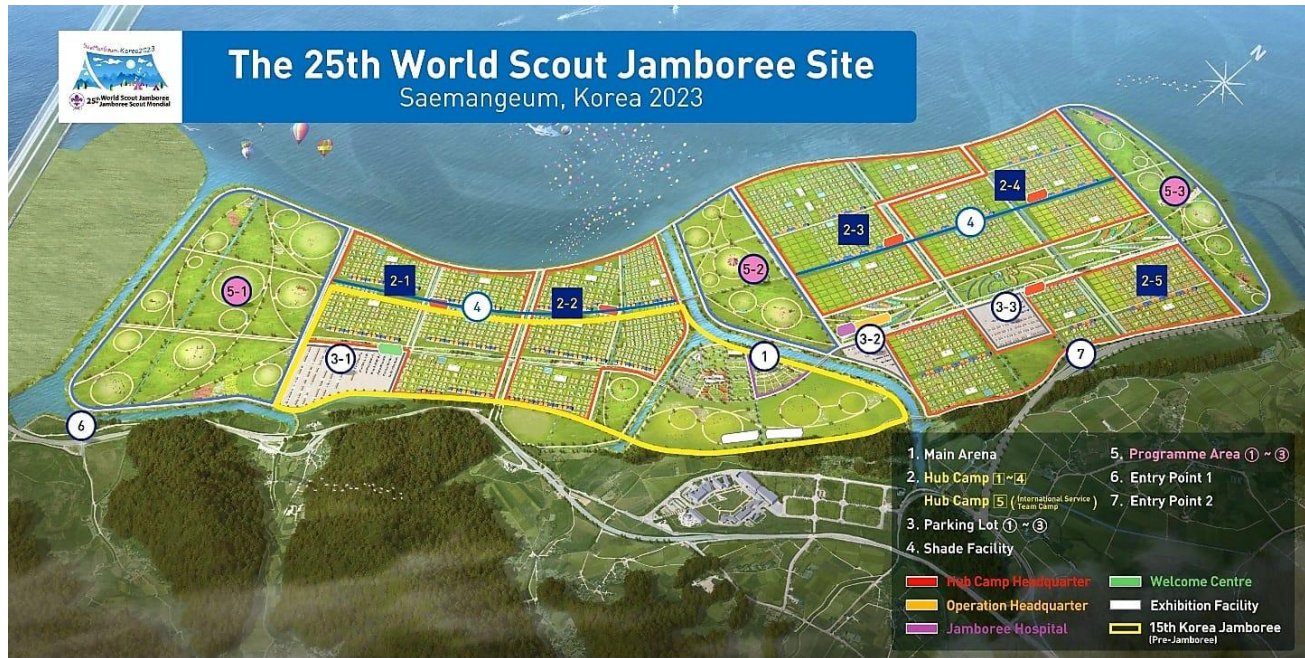 SaeManGeum, Korea 2023
25th World Scout Jamboree
Jamboree Scout Mondial
The 25th World Scout Jamboree Site
Saemangeum, Korea 2023
N
2-4
5-3
2-3
4
5-2
2-1
5-1
4
2-2
2-5
3-3
3-1
1
3-2
7
6
1. Main Arena
2. Hub Camp 1~4
Hub Camp 5 (International Service Team Camp)
3. Parking Lot ① ~ ③
4. Shade Facility
5. Programme Area ① ~ ③
6. Entry Point 1
7. Entry Point 2
Hub Camp Headquarter
Operation Headquarter
Jamboree Hospital
Welcome Centre
Exhibition Facility
15th Korea Jamboree
(Pre-Jamboree)